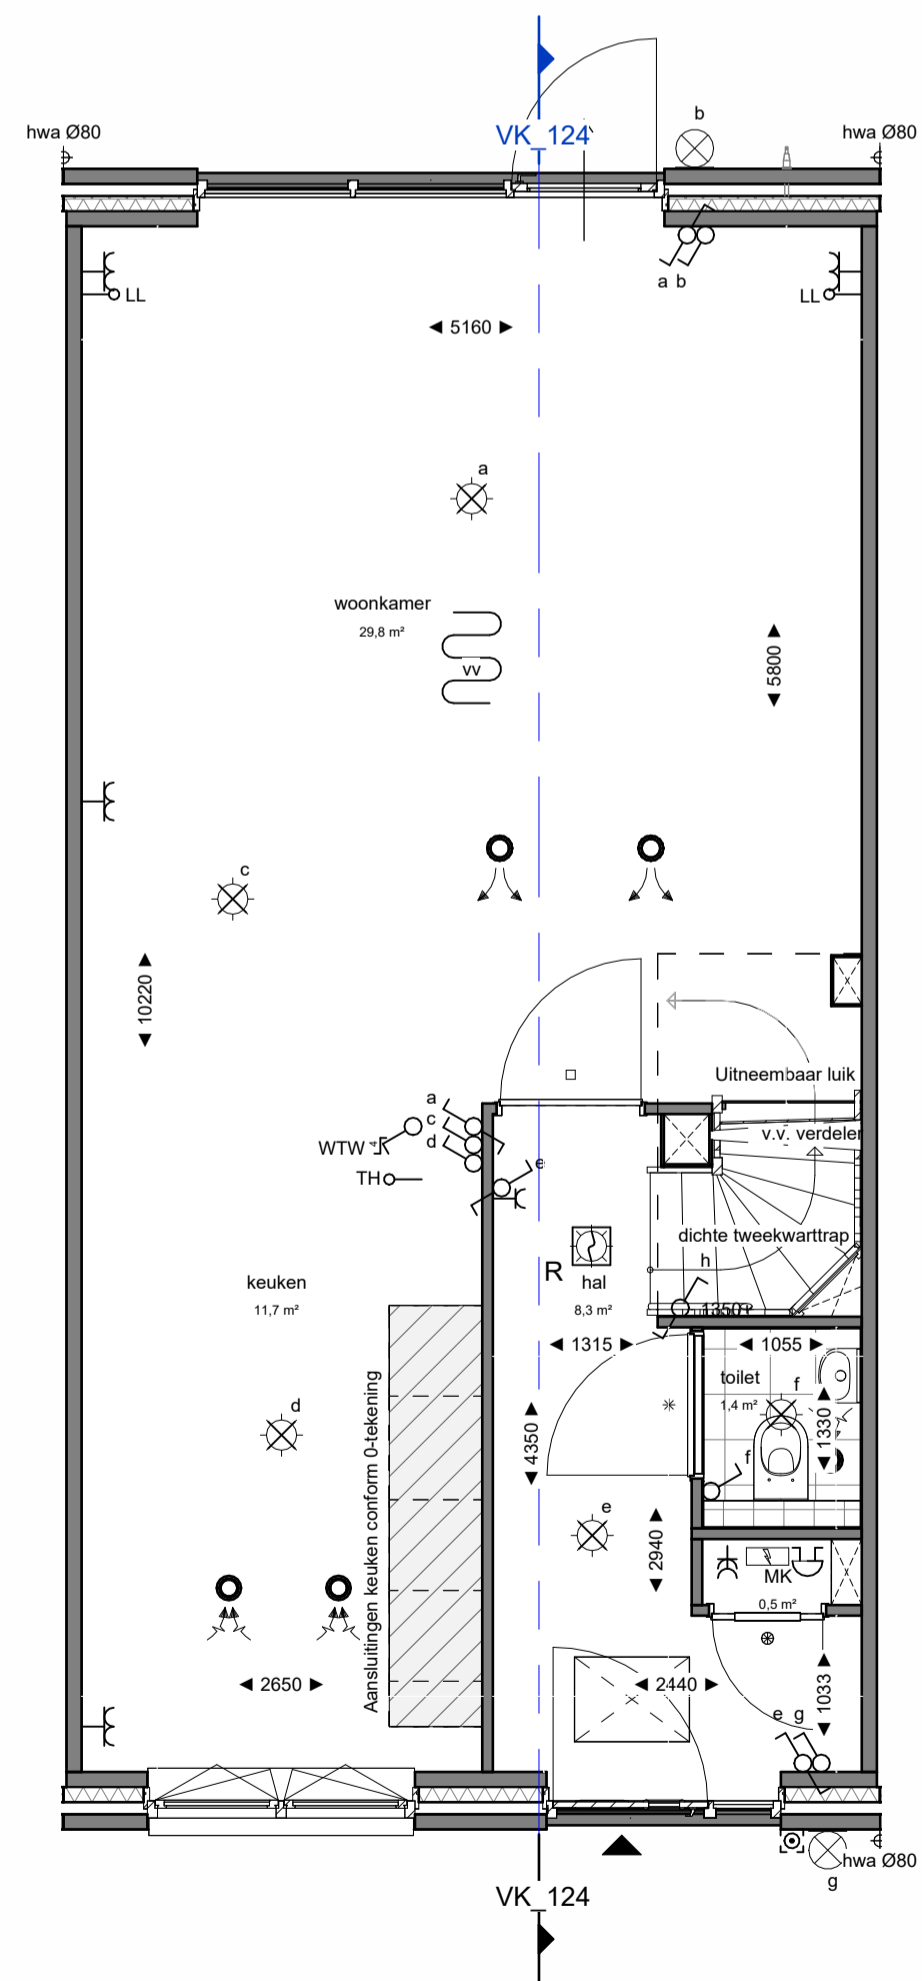 b
hwa Ø80
VK_124
hwa Ø80
a b
LL
LL
5160
a
woonkamer
29,8 m²
vv
5800
c
10220
Uitneembaar luik
a
c
d
v.v. verdeler
WTW
e
TH
dichte tweekwarttrap
h
R
hal
8,3 m²
keuken
11,7 m²
1315
1055
toilet
1,4 m²
f
1330
d
4350
f
Aansluitingen keuken conform 0-tekening
e
2940
MK
0,5 m²
2650
2440
1033
e g
hwa Ø80
g
VK_124